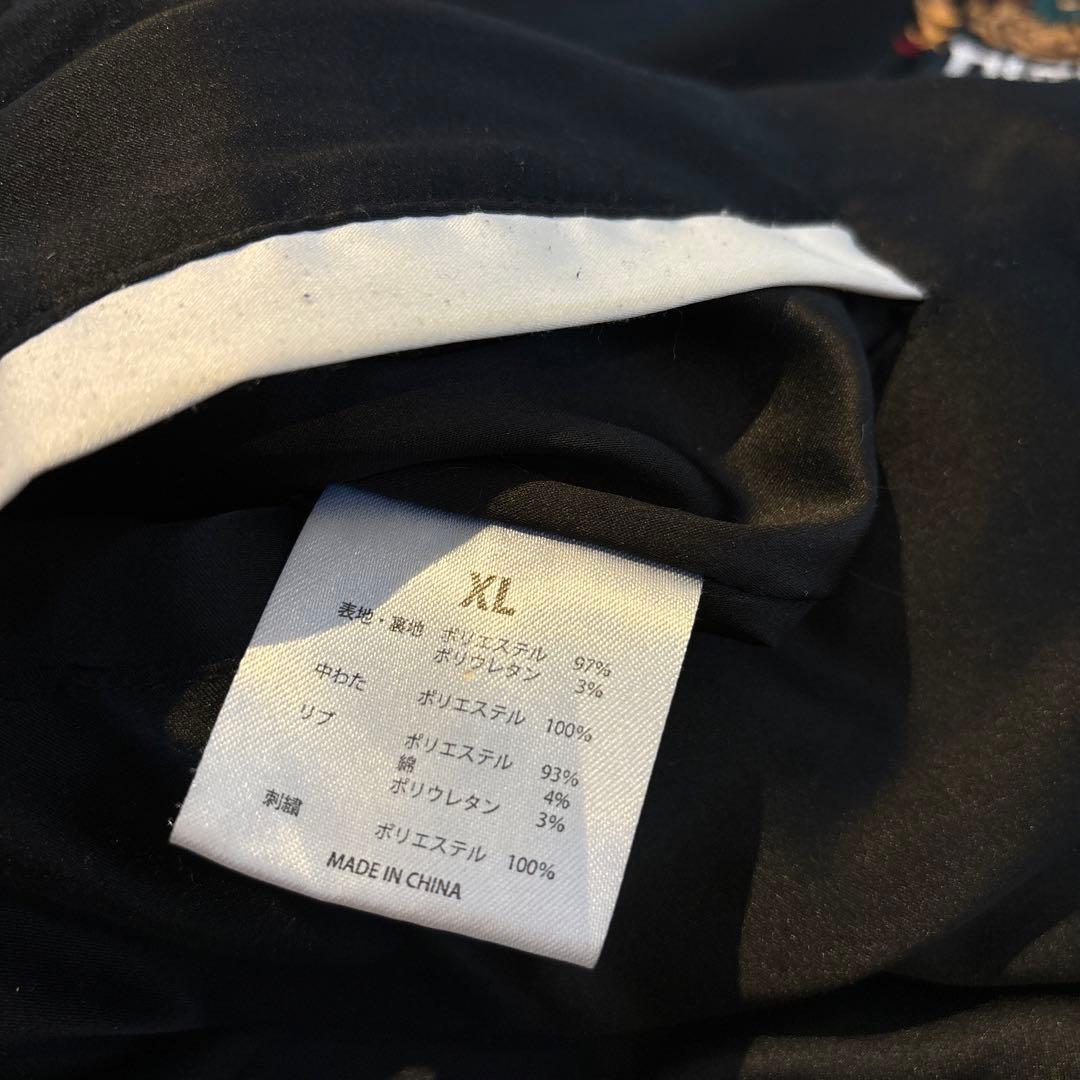 XL
表地・裏地 ポリエステル 97%
ポリウレタン 3%
中わた ポリエステル 100%
リブ ポリエステル 93%
綿 4%
ポリウレタン 3%
刺繍 ポリエステル 100%
MADE IN CHINA